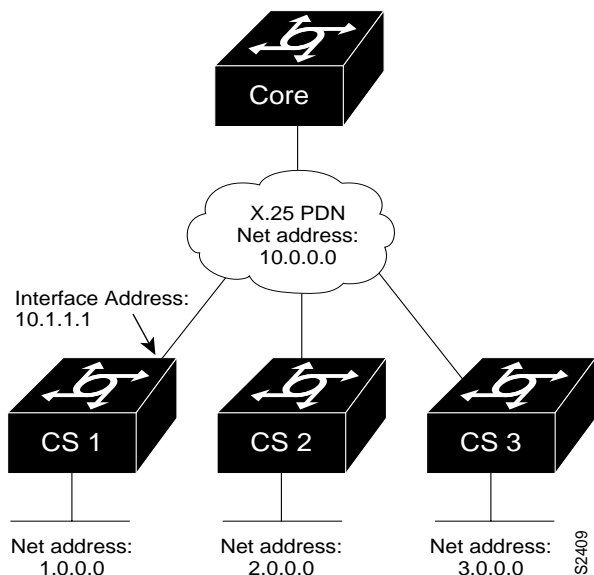 Core
X.25 PDN
Net address:
10.0.0.0
Interface Address:
10.1.1.1
CS 1
CS 2
CS 3
Net address:
1.0.0.0
Net address:
2.0.0.0
Net address:
3.0.0.0
S2409